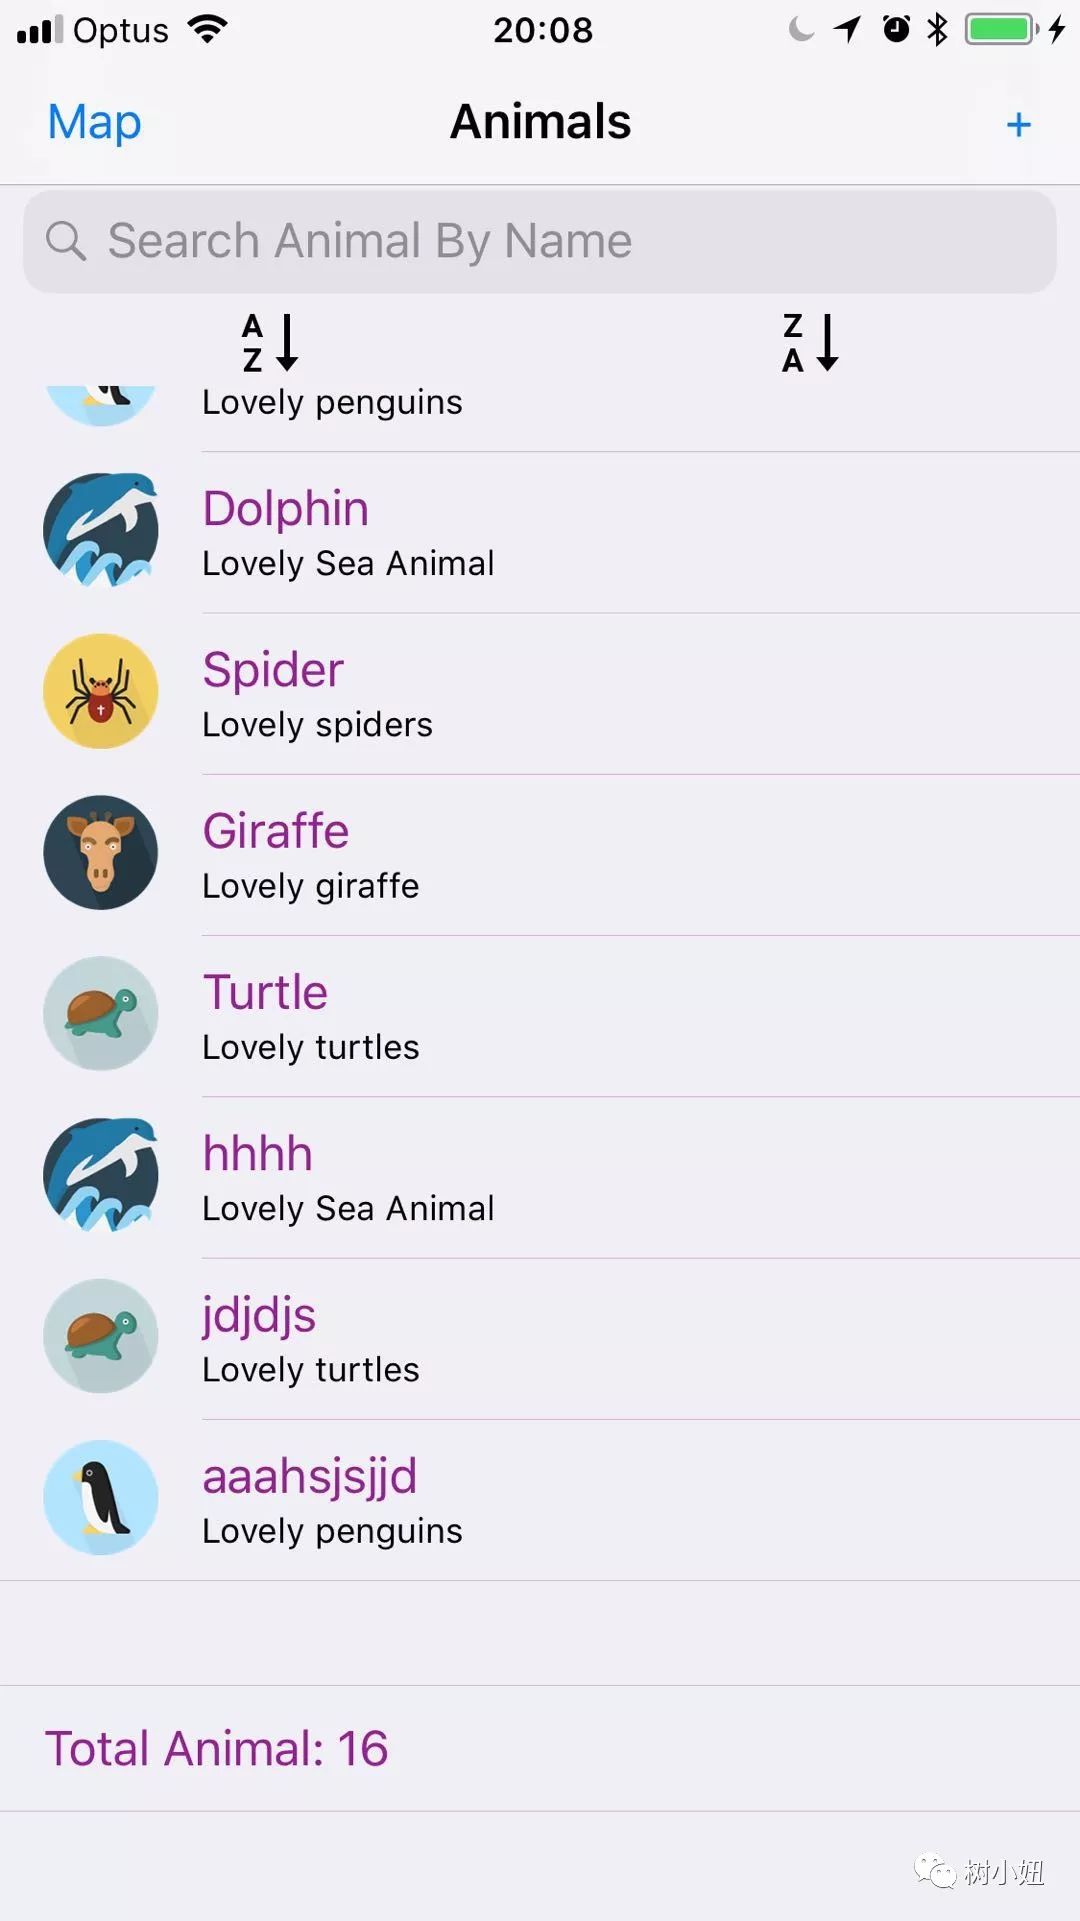 Optus 20:08
Map Animals +
Search Animal By Name
A Z
Z A
Lovely penguins
Dolphin
Lovely Sea Animal
Spider
Lovely spiders
Giraffe
Lovely giraffe
Turtle
Lovely turtles
hhhh
Lovely Sea Animal
jdjdjs
Lovely turtles
aaahsjsjjd
Lovely penguins
Total Animal: 16
树小妞